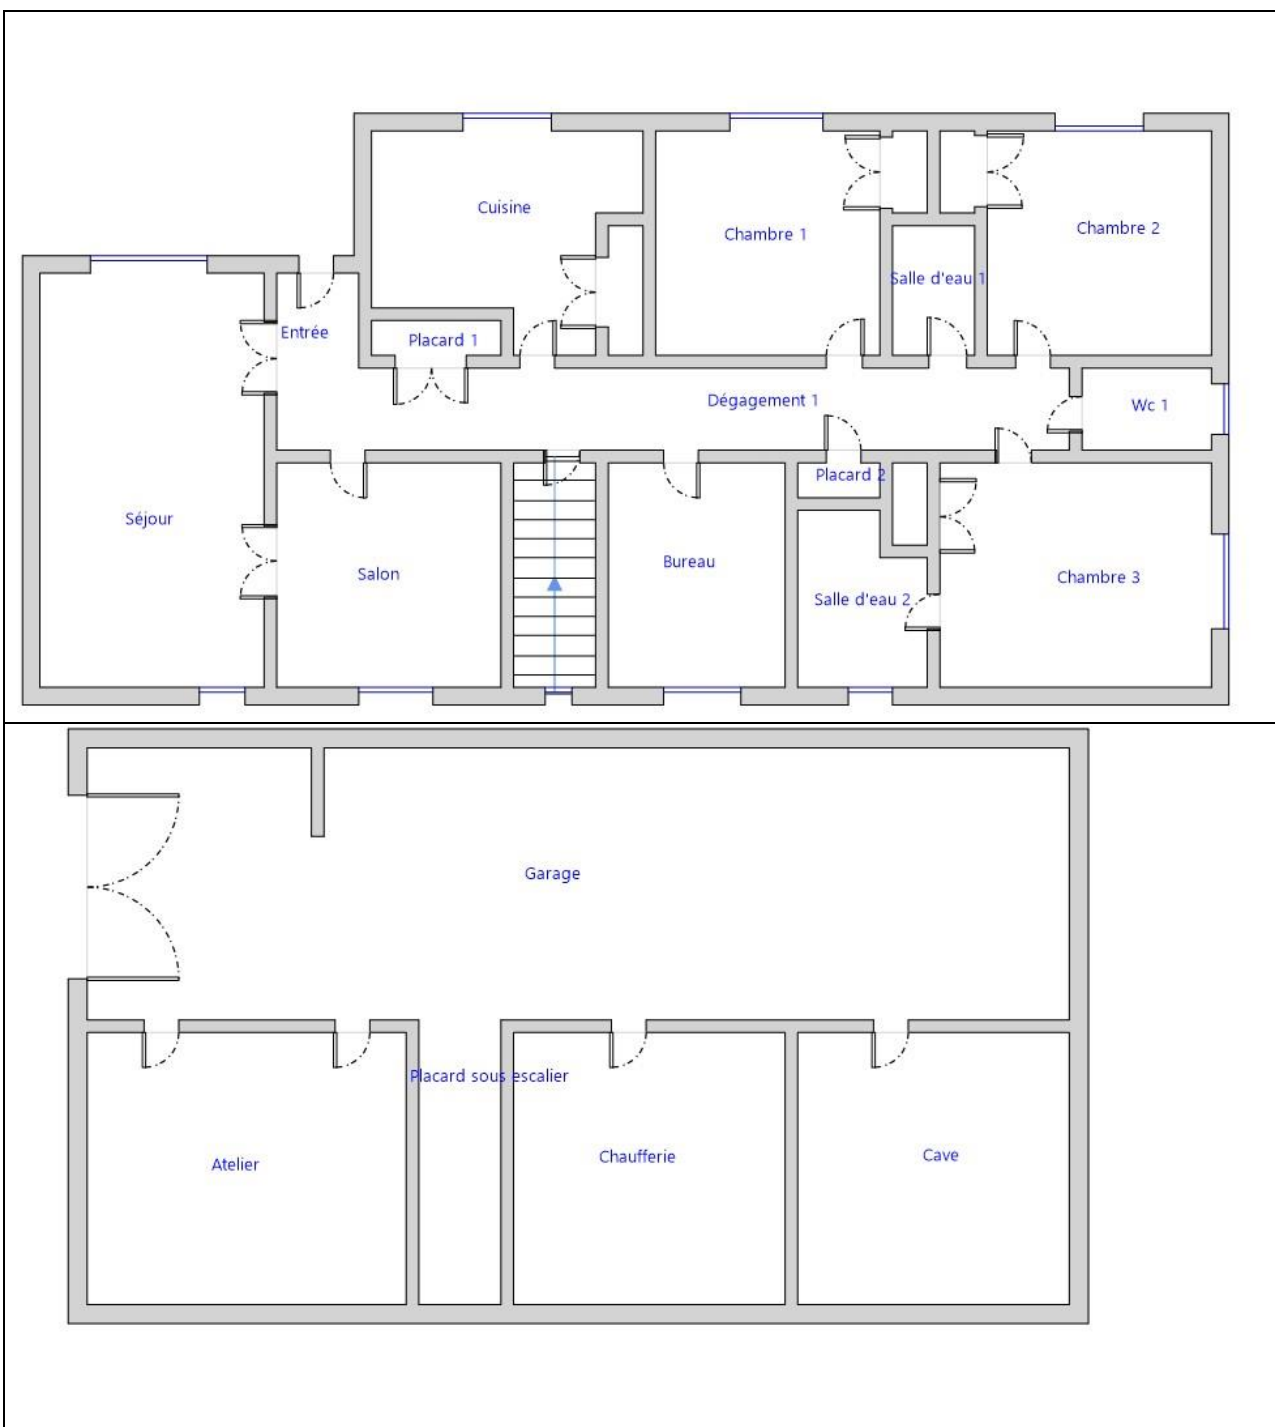 Cuisine
Chambre 1
Chambre 2
Salle d'eau 1
Entrée
Placard 1
Dégagement 1
Wc 1
Placard 2
Séjour
Salon
Bureau
Chambre 3
Salle d'eau 2
Garage
Placard sous escalier
Atelier
Chaufferie
Cave